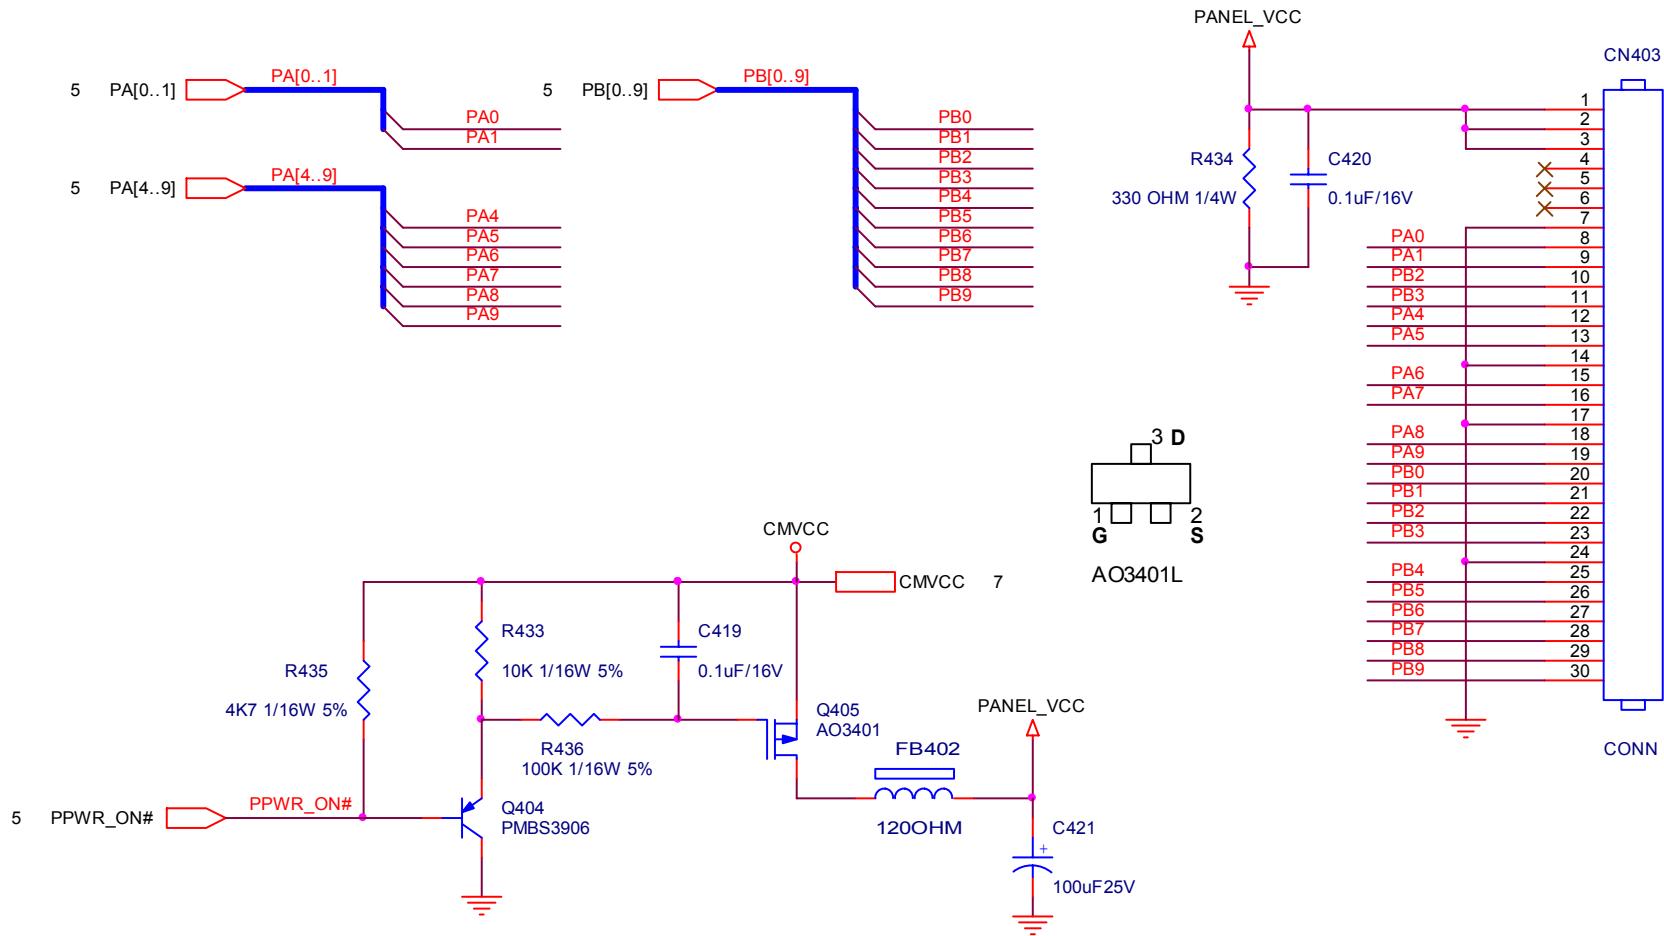 PANEL_VCC
CN403
5 PA[0..1] PA[0..1]
PA0
PA1
5 PA[4..9] PA[4..9]
PA4
PA5
PA6
PA7
PA8
PA9
5 PB[0..9] PB[0..9]
PB0
PB1
PB2
PB3
PB4
PB5
PB6
PB7
PB8
PB9
R434
330 OHM 1/4W
C420
0.1uF/16V
1
2
3
4
5
6
7
PA0 8
PA1 9
PB2 10
PB3 11
PA4 12
PA5 13
14
PA6 15
PA7 16
17
PA8 18
PA9 19
PB0 20
PB1 21
PB2 22
PB3 23
24
PB4 25
PB5 26
PB6 27
PB7 28
PB8 29
PB9 30
CONN
3 D
1 2
G S
AO3401L
CMVCC
CMVCC 7
R433
10K 1/16W 5%
C419
0.1uF/16V
R435
4K7 1/16W 5%
R436
100K 1/16W 5%
Q405
AO3401
PANEL_VCC
FB402
120OHM
5 PPWR_ON# PPWR_ON#
Q404
PMBS3906
C421
+
100uF25V